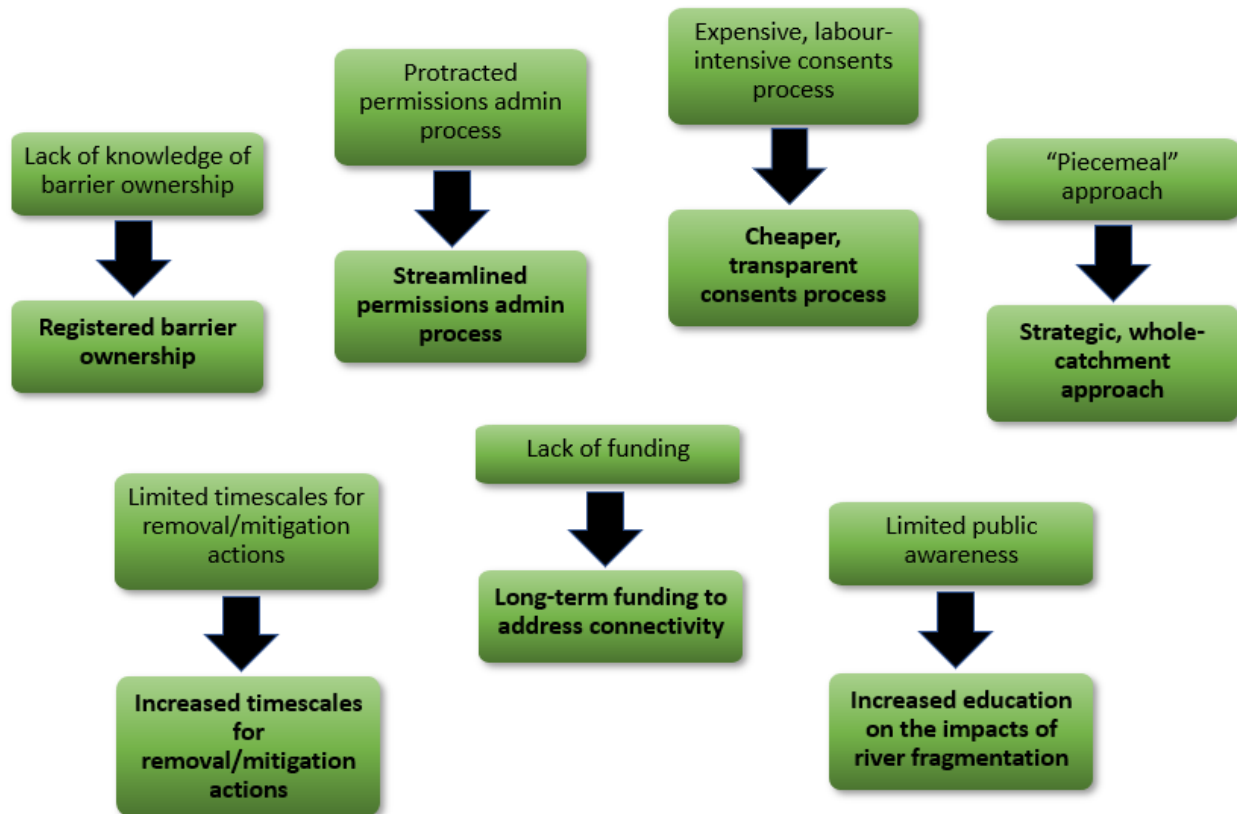 Lack of knowledge of
barrier ownership
Registered barrier
ownership
Protracted
permissions admin
process
Streamlined
permissions admin
process
Expensive, labour-
intensive consents
process
Cheaper,
transparent
consents process
“Piecemeal”
approach
Strategic, whole-
catchment
approach
Limited timescales for
removal/mitigation
actions
Increased timescales
for
removal/mitigation
actions
Lack of funding
Long-term funding to
address connectivity
Limited public
awareness
Increased education
on the impacts of
river fragmentation